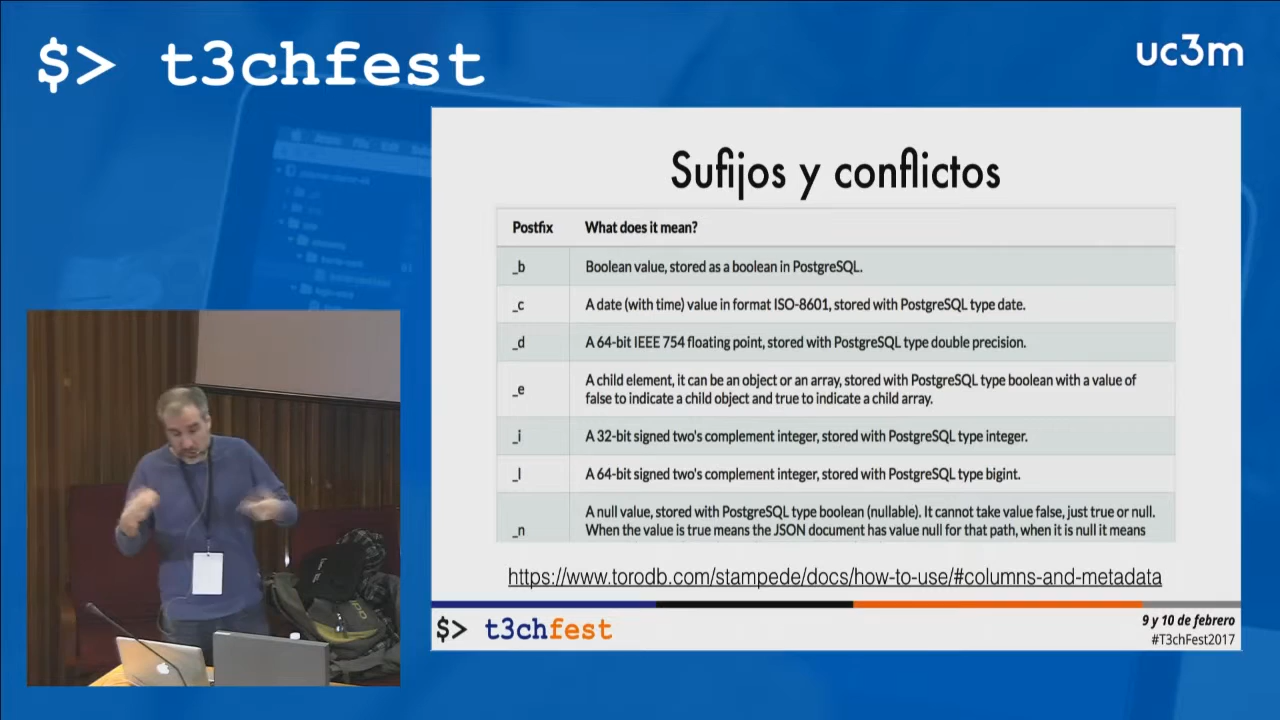 $> t3chfest
uc3m
Sufijos y conflictos
Postfix What does it mean?
_b Boolean value, stored as a boolean in PostgreSQL.
_c A date (with time) value in format ISO-8601, stored with PostgreSQL type date.
_d A 64-bit IEEE 754 floating point, stored with PostgreSQL type double precision.
_e A child element, it can be an object or an array, stored with PostgreSQL type boolean with a value of
false to indicate a child object and true to indicate a child array.
_i A 32-bit signed two's complement integer, stored with PostgreSQL type integer.
_l A 64-bit signed two's complement integer, stored with PostgreSQL type bigint.
_n A null value, stored with PostgreSQL type boolean (nullable). It cannot take value false, just true or null.
When the value is true means the JSON document has value null for that path, when it is null it means
https://www.torodb.com/stampede/docs/how-to-use/#columns-and-metadata
$> t3chfest
9 y 10 de febrero
#T3chFest2017